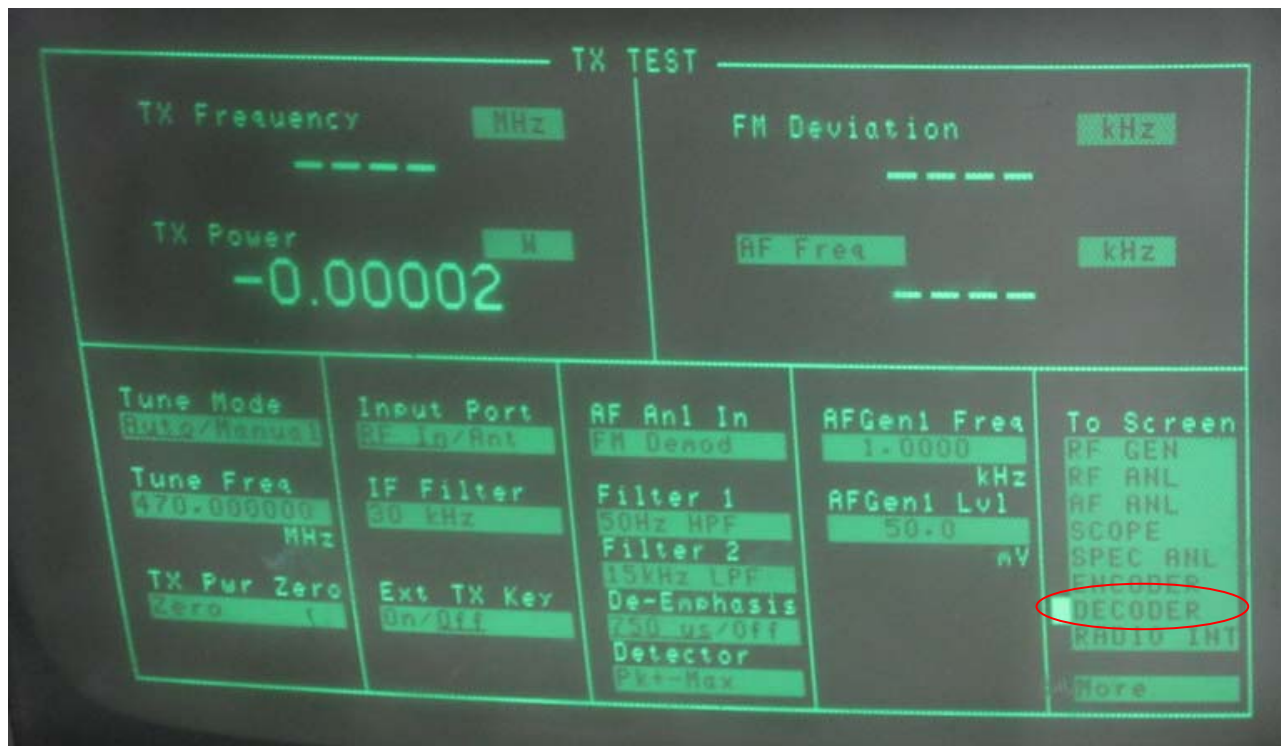 TX TEST
TX Frequency MHz
----
TX Power W
-0.00002
FM Deviation kHz
----
AF Freq kHz
----
Tune Mode
Auto/Manual
Tune Freq
470.000000
MHz
TX Pwr Zero
Zero
Input Port
RF In/Ant
IF Filter
30 kHz
Ext TX Key
On/Off
AF Anl In
FM Demod
Filter 1
50Hz HPF
Filter 2
15kHz LPF
De-Emphasis
750 us/Off
Detector
Pk+-Max
AFGen1 Freq
1.0000
kHz
AFGen1 Lvl
50.0
mV
To Screen
RF GEN
RF ANL
AF ANL
SCOPE
SPEC ANL
ENCODER
DECODER
RADIO INT
More